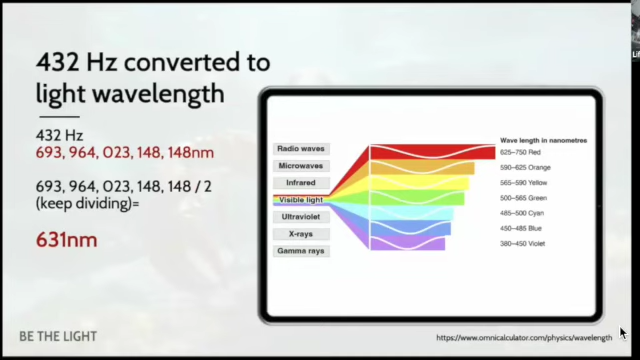 432 Hz converted to
light wavelength
432 Hz
693, 964, 023, 148, 148nm
693, 964, 023, 148, 148 / 2
(keep dividing)=
631nm
Radio waves
Microwaves
Infrared
Visible light
Ultraviolet
X-rays
Gamma rays
Wave length in nanometres
625–750 Red
590–625 Orange
565–590 Yellow
500–565 Green
485–500 Cyan
450–485 Blue
380–450 Violet
BE THE LIGHT
https://www.omnicalculator.com/physics/wavelength